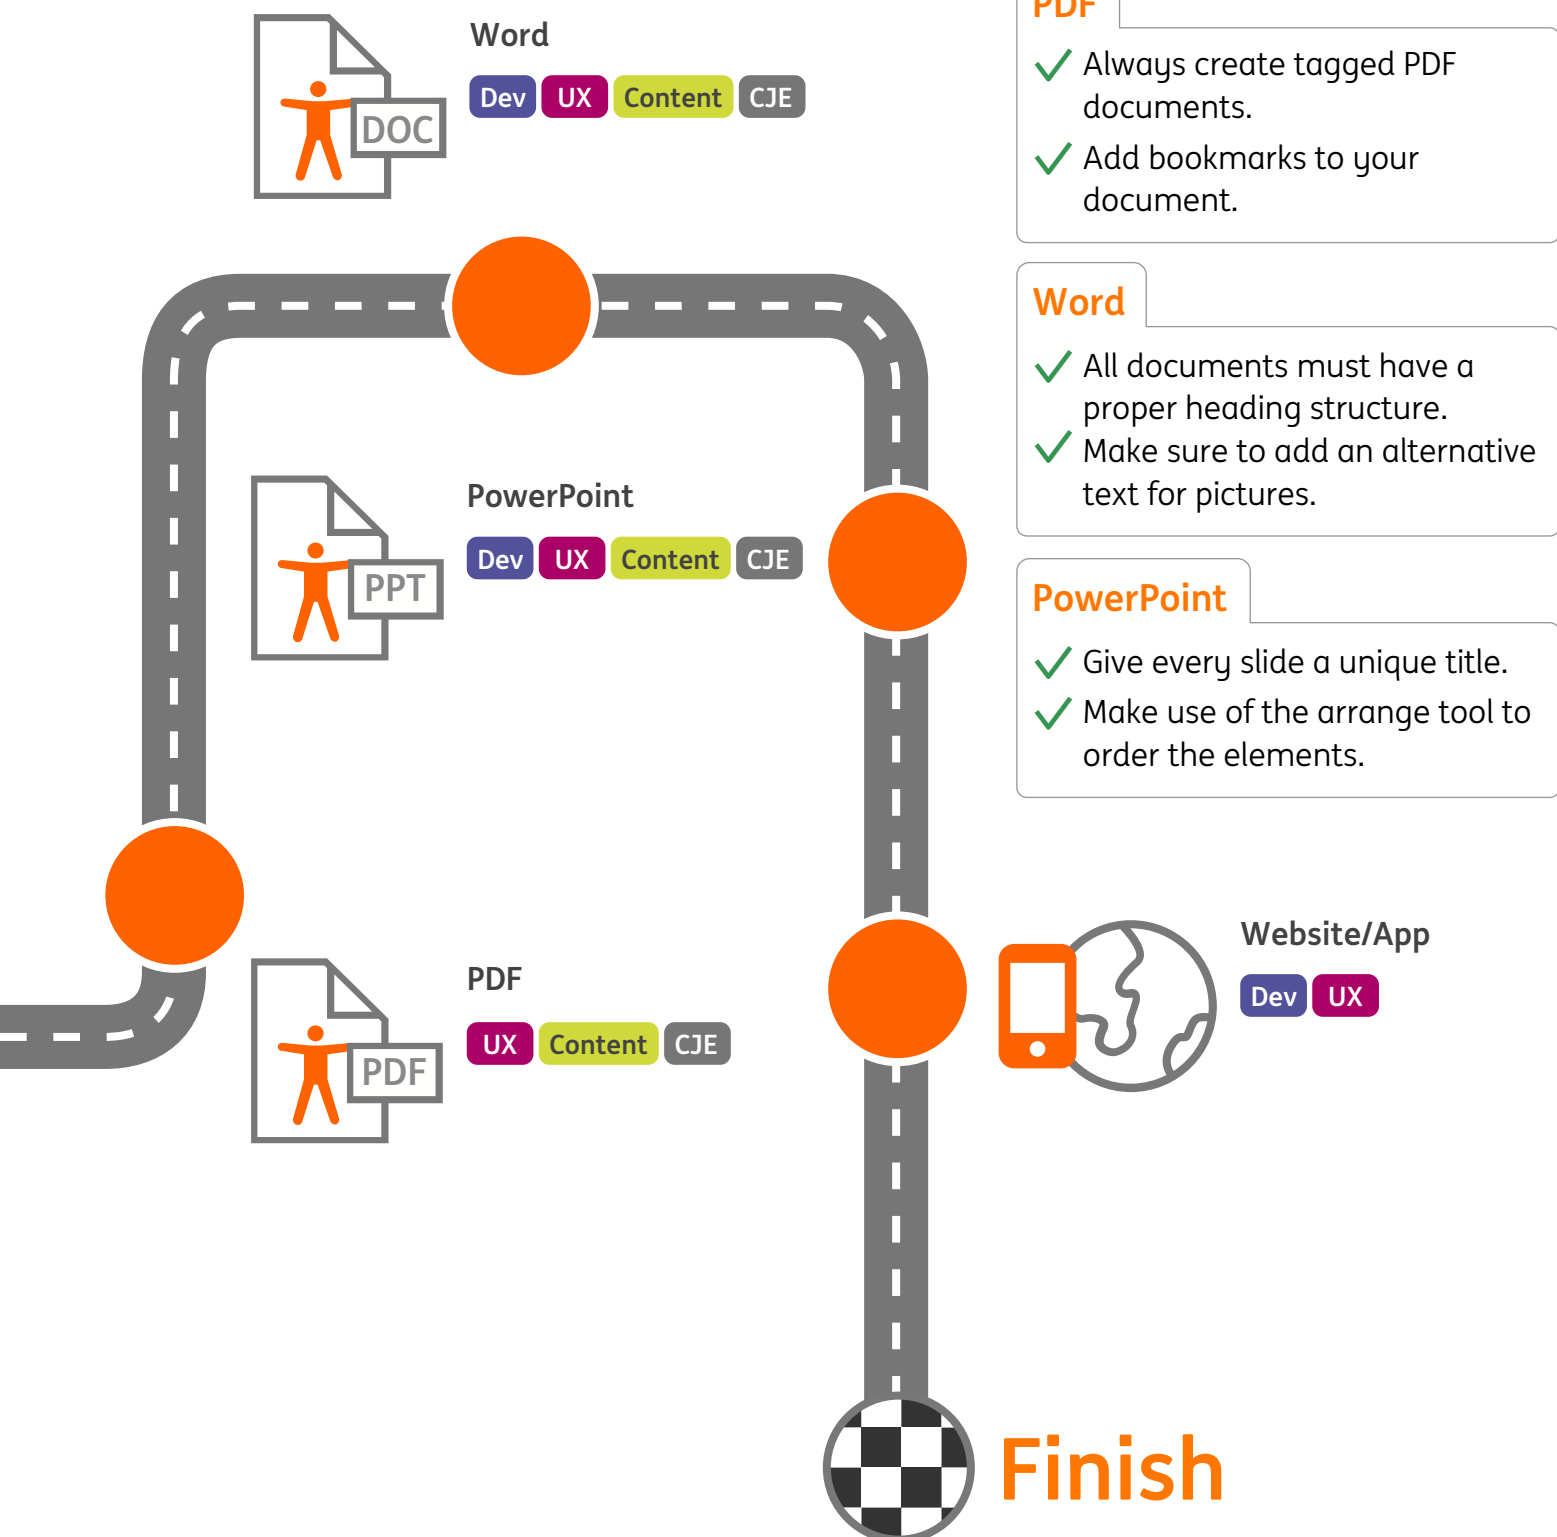 Word
Dev UX Content CJE
DOC
PowerPoint
Dev UX Content CJE
PPT
PDF
UX Content CJE
PDF
PDF
Always create tagged PDF
documents.
Add bookmarks to your
document.
Word
All documents must have a
proper heading structure.
Make sure to add an alternative
text for pictures.
PowerPoint
Give every slide a unique title.
Make use of the arrange tool to
order the elements.
Website/App
Dev UX
Finish